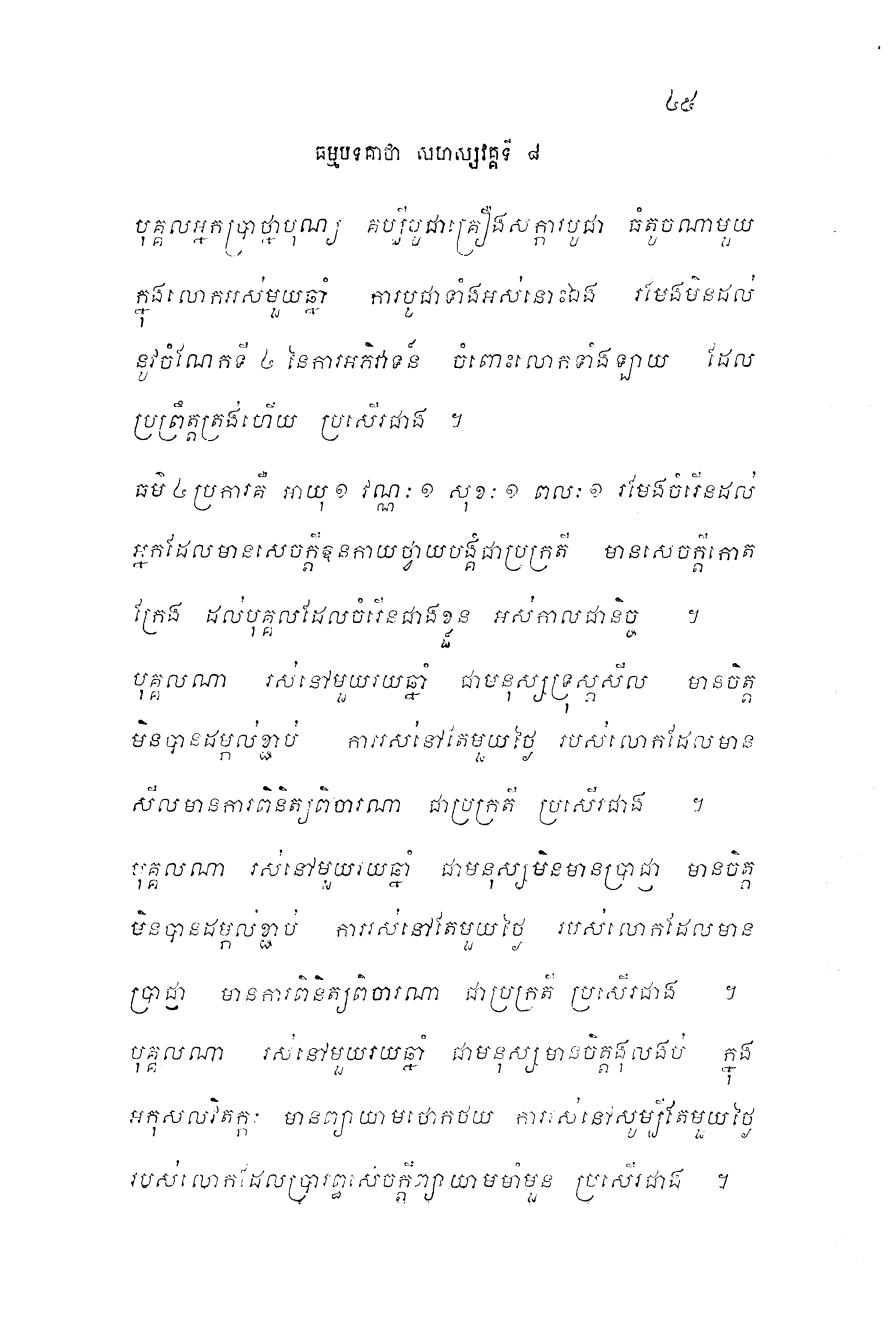 ៤៥
ធម្មបទគាថា សហស្សវគ្គទី ៨
បុគ្គលអ្នកប្រាថ្នាបុណ្យ គប្បីបូជាគ្រឿងសក្ការបូជា ធំតូចណាមួយ
ក្នុងលោកអស់មួយឆ្នាំ ការបូជាទាំងអស់នោះឯង រមែងមិនដល់
នូវចំណែកទី ៤ នៃការអភិវាទន៍ ចំពោះលោកទាំងឡាយ ដែល
ប្រព្រឹត្តត្រង់ហើយ ប្រសើរជាង ។
ធម៌ ៤ ប្រការគឺ អាយុ ១ វណ្ណៈ ១ សុខៈ ១ ពលៈ ១ រមែងចំរើនដល់
អ្នកដែលមានសេចក្តីឱនកាយថ្វាយបង្គំជាប្រក្រតី មានសេចក្តីកោត
ក្រែង ដល់បុគ្គលដែលចំរើនជាងខ្លួន អស់កាលជានិច្ច ។
បុគ្គលណា រស់នៅមួយរយឆ្នាំ ជាមនុស្សទ្រុស្តសីល មានចិត្ត
មិនបានដម្កល់ខ្ជាប់ ការរស់នៅតែមួយថ្ងៃ របស់លោកដែលមាន
សីលមានការពិនិត្យពិចារណា ជាប្រក្រតី ប្រសើរជាង ។
បុគ្គលណា រស់នៅមួយរយឆ្នាំ ជាមនុស្សមិនមានប្រាជ្ញា មានចិត្ត
មិនបានដម្កល់ខ្ជាប់ ការរស់នៅតែមួយថ្ងៃ របស់លោកដែលមាន
ប្រាជ្ញា មានការពិនិត្យពិចារណា ជាប្រក្រតី ប្រសើរជាង ។
បុគ្គលណា រស់នៅមួយរយឆ្នាំ ជាមនុស្សមានចិត្តងុលងប់ ក្នុង
អកុសលវិតក្កៈ មានព្យាយាមថោកថយ ការរស់នៅសូម្បីតែមួយថ្ងៃ
របស់លោកដែលប្រារព្ធសេចក្តីព្យាយាមមាំមួន ប្រសើរជាង ។